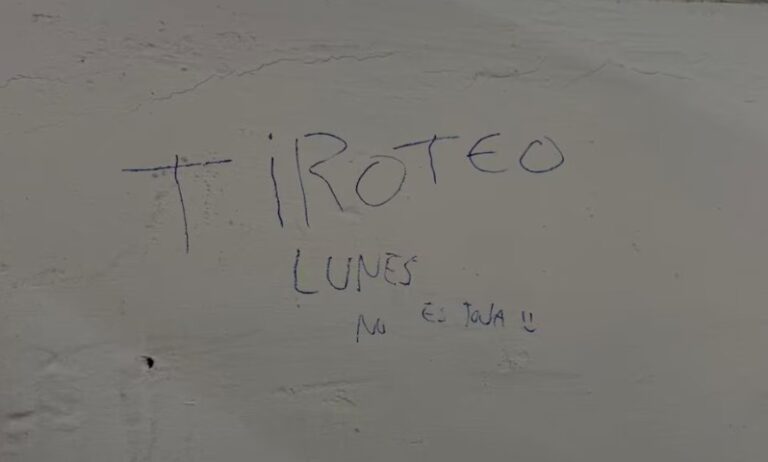 TIROTEO
LUNES
NO ES JODA !!